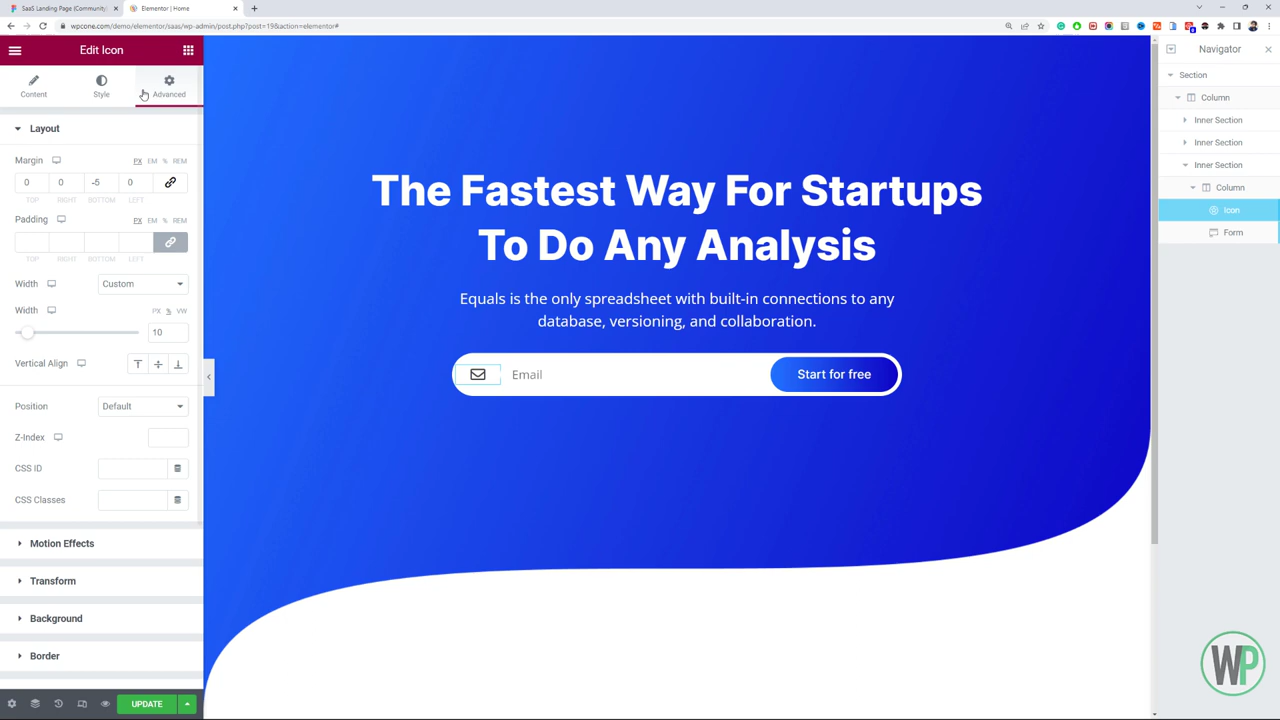 SaaS Landing Page (Community)
Elementor | Home
wpcone.com/demo/elementor/saas/wp-admin/post.php?post=19&action=elementor#
Edit Icon
Content
Style
Advanced
Layout
Margin
PX EM % REM
0 0 -5 0
TOP RIGHT BOTTOM LEFT
Padding
PX EM % REM
TOP RIGHT BOTTOM LEFT
Width
Custom
Width
PX % VW
10
Vertical Align
Position
Default
Z-Index
CSS ID
CSS Classes
Motion Effects
Transform
Background
Border
UPDATE
The Fastest Way For Startups
To Do Any Analysis
Equals is the only spreadsheet with built-in connections to any
database, versioning, and collaboration.
Email
Start for free
Navigator
Section
Column
Inner Section
Inner Section
Inner Section
Column
Icon
Form
WP